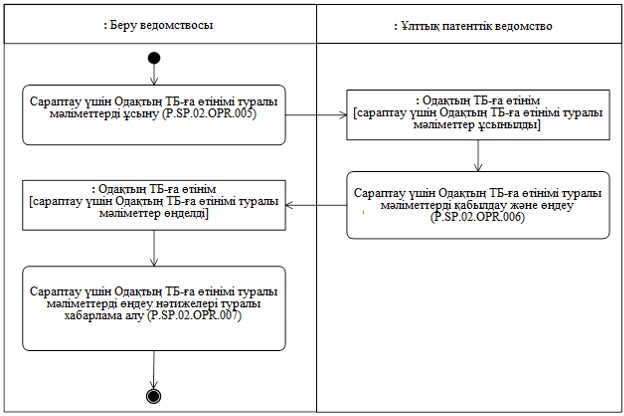 : Беру ведомствосы
: Ұлттық патенттік ведомство
Сараптау үшін Одақтың ТБ-ға өтінімі туралы
мәліметтерді ұсыну (P.SP.02.OPR.005)
: Одақтың ТБ-ға өтінім
[сараптау үшін Одақтың ТБ-ға өтінімі туралы
мәліметтер ұсынылды]
Сараптау үшін Одақтың ТБ-ға өтінімі туралы
мәліметтерді қабылдау және өңдеу
(P.SP.02.OPR.006)
: Одақтың ТБ-ға өтінім
[сараптау үшін Одақтың ТБ-ға өтінімі туралы
мәліметтер өңделді]
Сараптау үшін Одақтың ТБ-ға өтінімі туралы
мәліметтерді өңдеу нәтижелері туралы
хабарлама алу (P.SP.02.OPR.007)